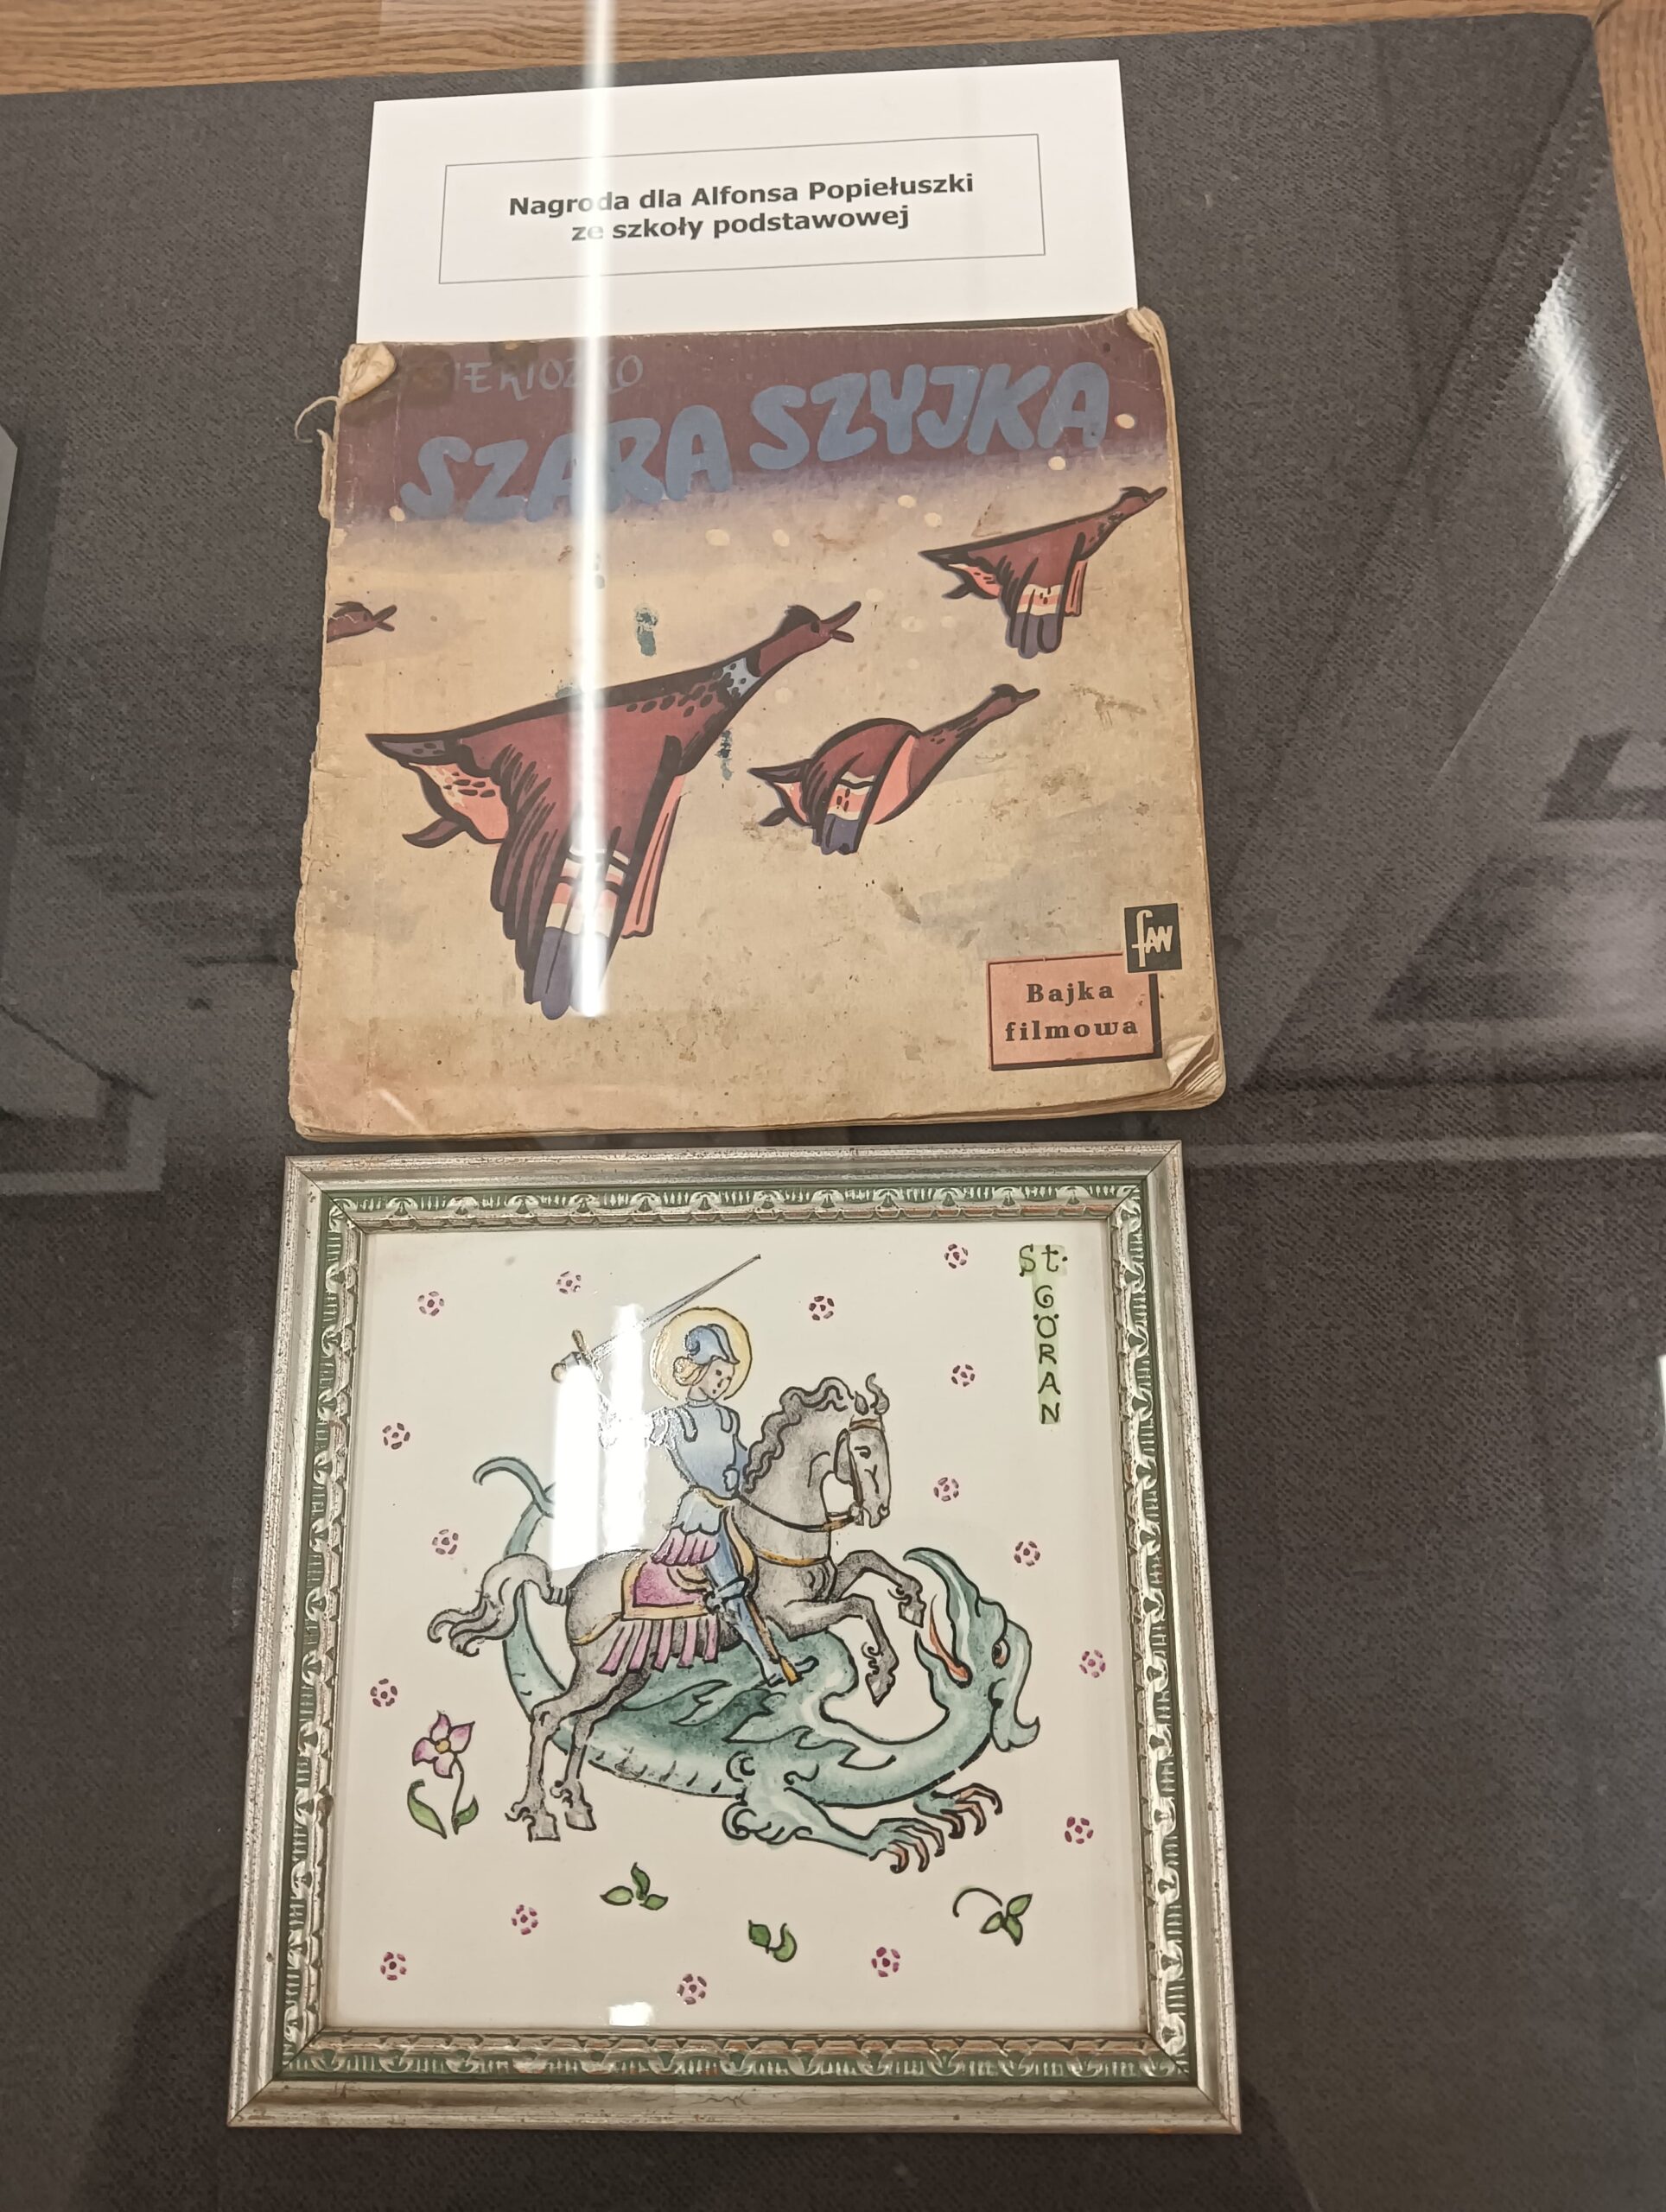 Nagroda dla Alfonsa Popiełuszki
ze szkoły podstawowej
SZARA SZYJKA
faw
Bajka
filmowa
St.
GÖRAN